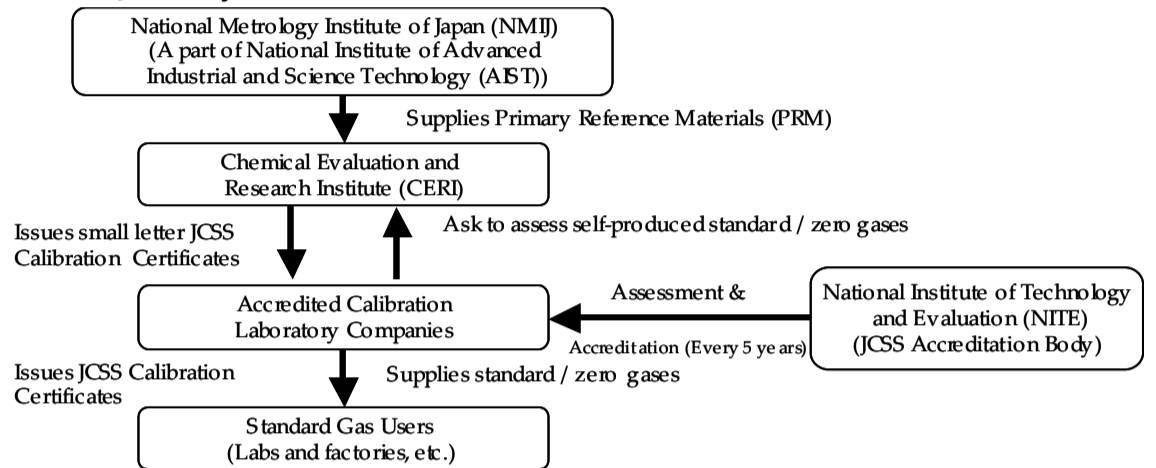 National Metrology Institute of Japan (NMIJ)
(A part of National Institute of Advanced
Industrial and Science Technology (AIST))
Supplies Primary Reference Materials (PRM)
Chemical Evaluation and
Research Institute (CERI)
Issues small letter JCSS
Calibration Certificates
Ask to assess self-produced standard / zero gases
Accredited Calibration
Laboratory Companies
Assessment &
Accreditation (Every 5 years)
National Institute of Technology
and Evaluation (NITE)
(JCSS Accreditation Body)
Issues JCSS Calibration
Certificates
Supplies standard / zero gases
Standard Gas Users
(Labs and factories, etc.)